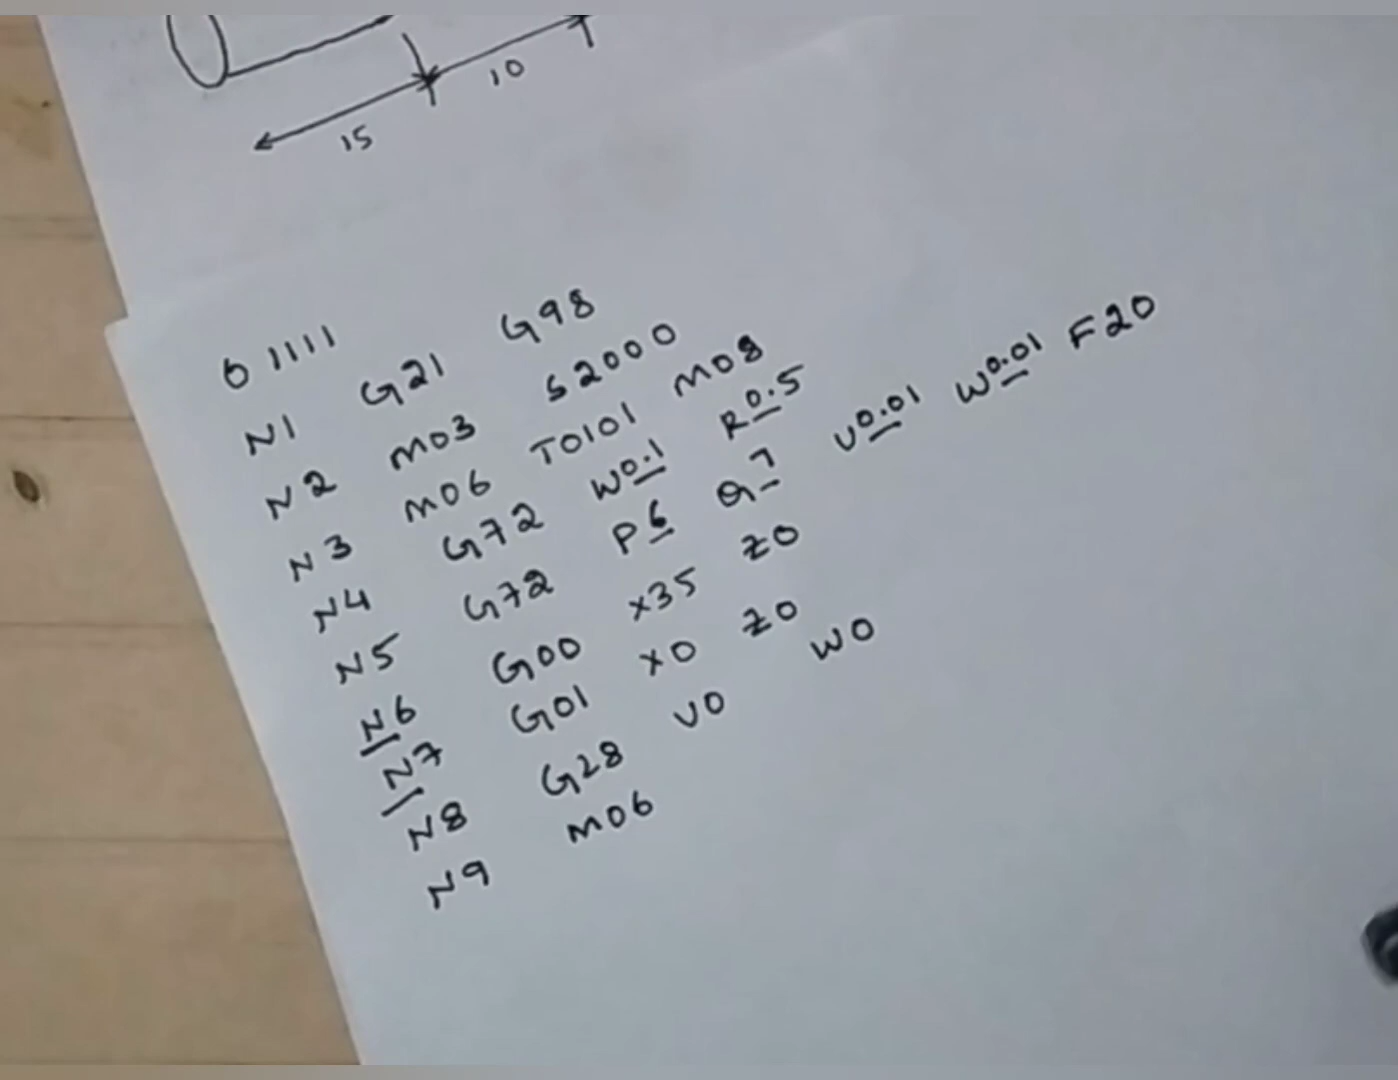 10
15
O1111
N1 G21 G98
N2 M03 S2000
N3 M06 T0101 M08
N4 G72 W0.1 R0.5
N5 G72 P6 Q7 U0.01 W0.01 F20
N6 G00 X35 Z0
N7 G01 X0 Z0
N8 G28 U0 W0
N9 M06